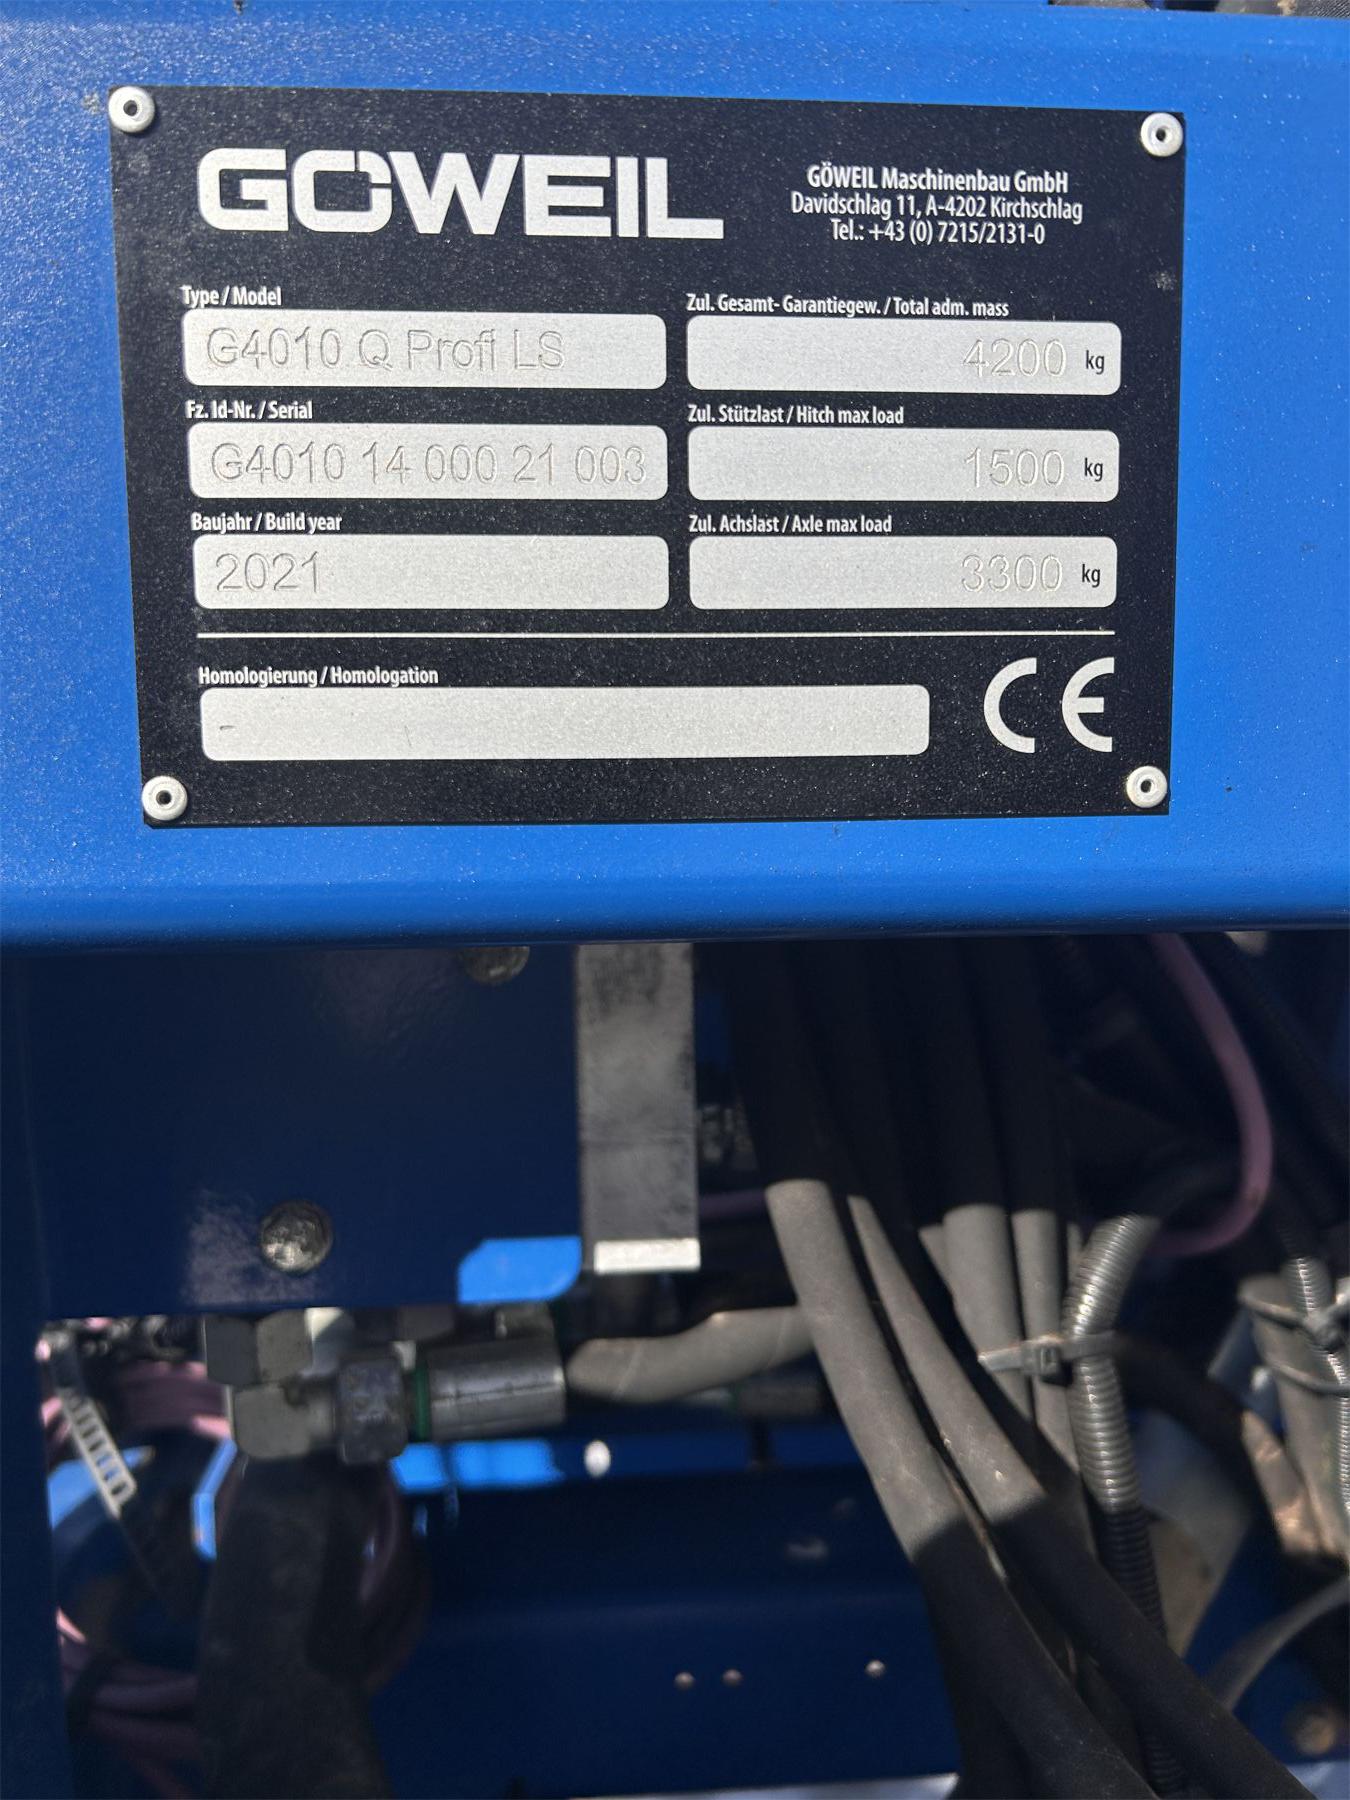 GÖWEIL
GÖWEIL Maschinenbau GmbH
Davidschlag 11, A-4202 Kirchschlag
Tel.: +43 (0) 7215/2131-0
Type / Model
G4010 Q Profi LS
Zul. Gesamt- Garantiegew. / Total adm. mass
4200 kg
Fz. Id-Nr. / Serial
G4010 14 000 21 003
Zul. Stützlast / Hitch max load
1500 kg
Baujahr / Build year
2021
Zul. Achslast / Axle max load
3300 kg
Homologierung / Homologation
-
CE